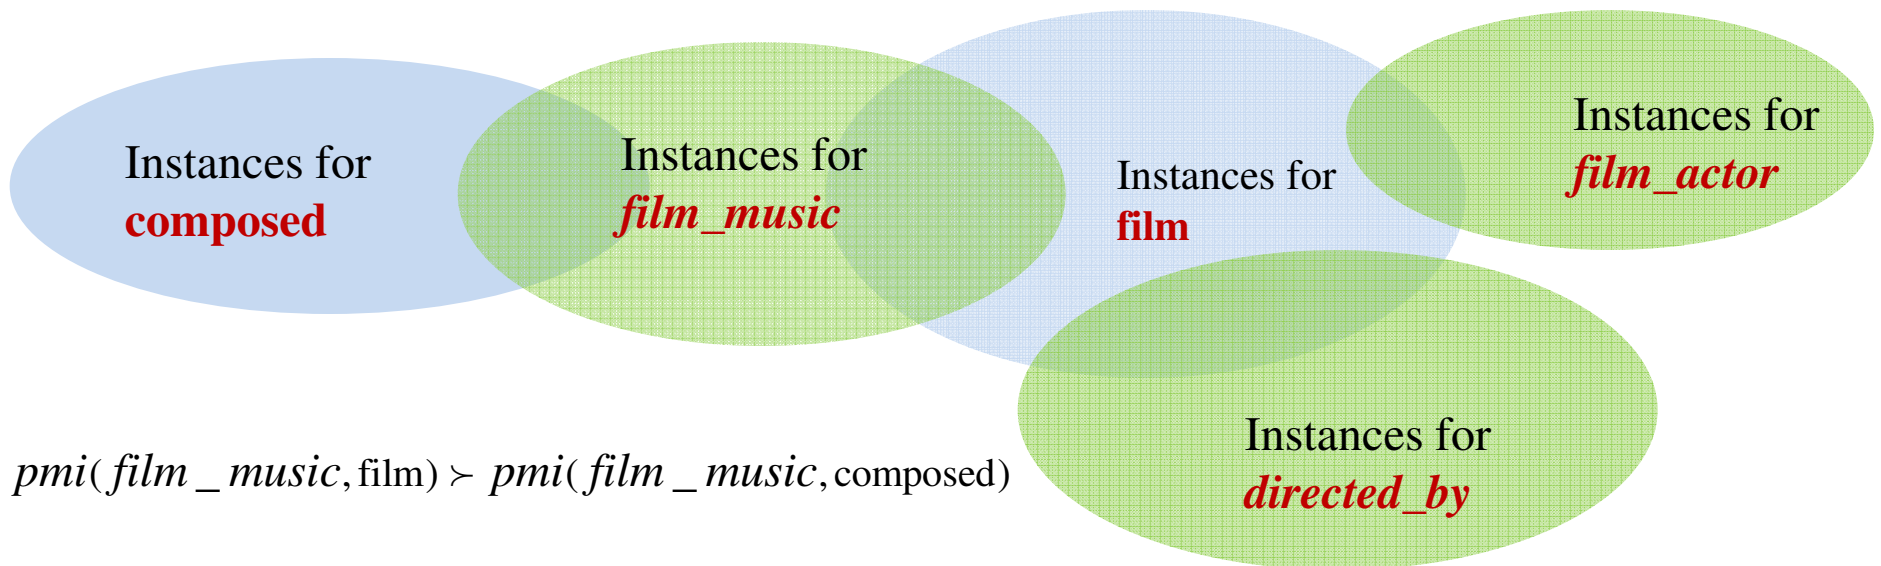 Instances for
composed
Instances for
film_music
Instances for
film
Instances for
film_actor
Instances for
directed_by
pmi(film_music,film) ≻ pmi(film_music,composed)